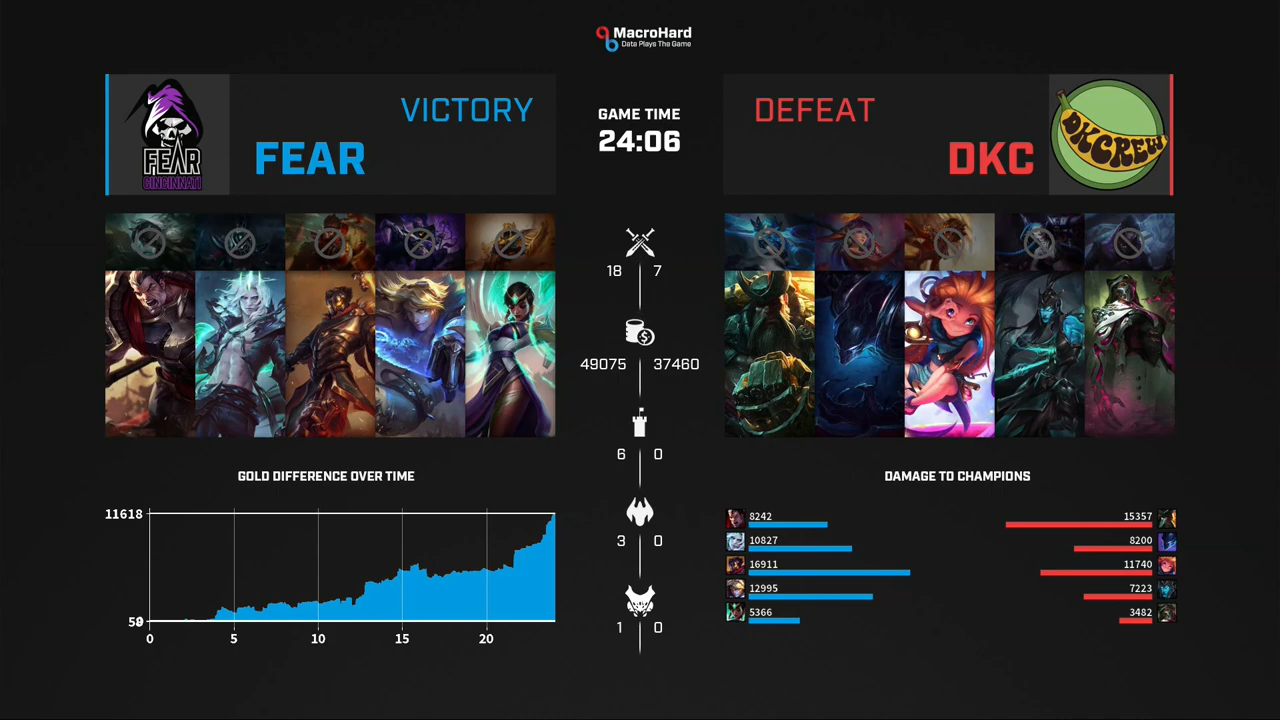 MacroHard
Data Plays The Game
VICTORY
FEAR
FEAR
CINCINNATI
GAME TIME
24:06
DEFEAT
DKC
DKCREW
18 7
49075 37460
6 0
3 0
1 0
GOLD DIFFERENCE OVER TIME
11618
0 5 10 15 20
DAMAGE TO CHAMPIONS
8242 15357
10827 8200
16911 11740
12995 7223
5366 3482